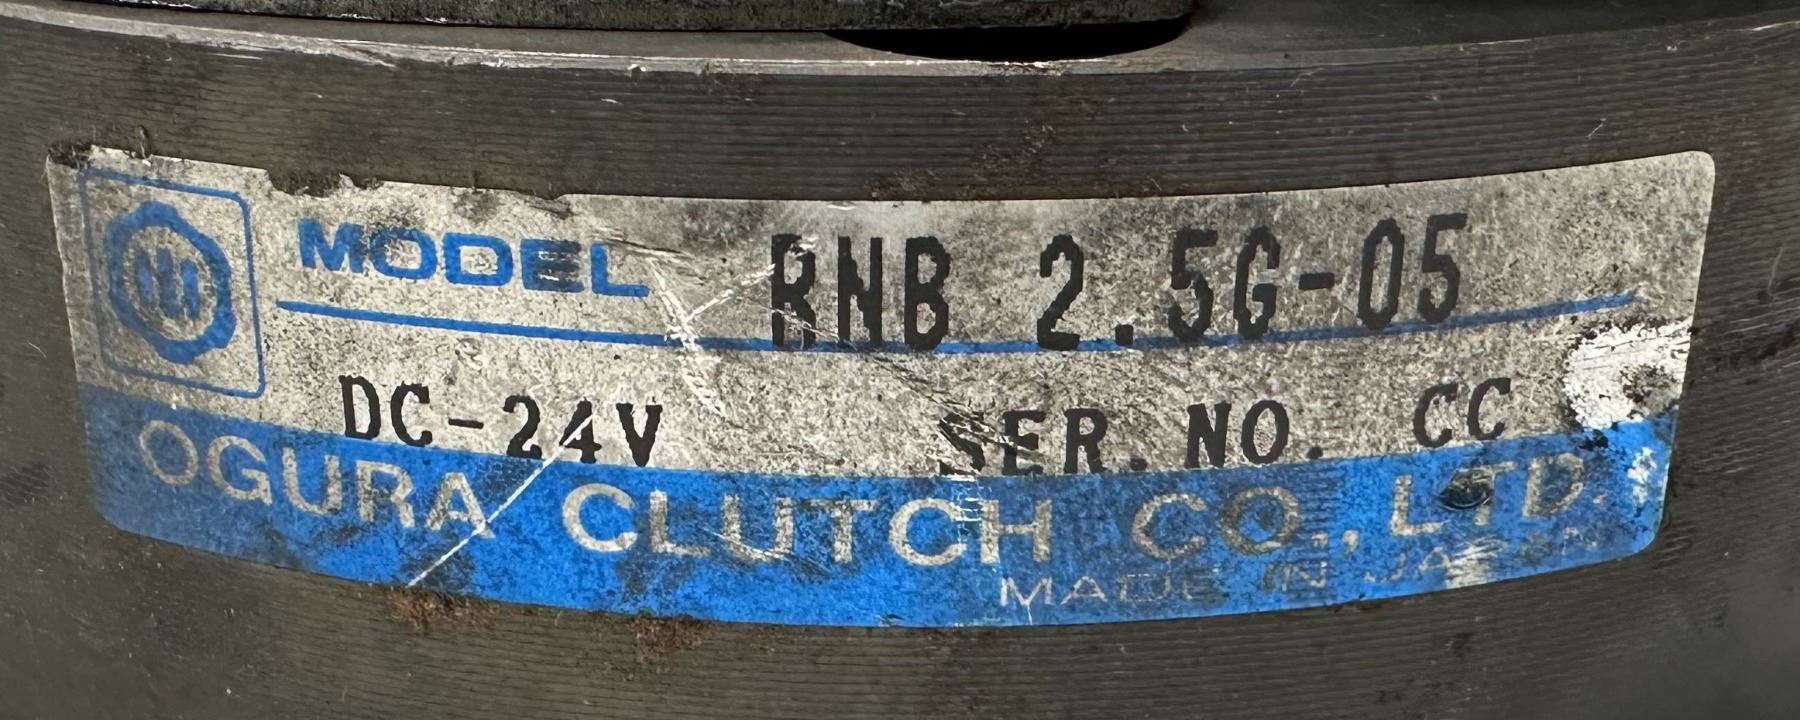 MODEL RNB 2.5G-05
DC-24V SER.NO. CC
OGURA CLUTCH CO.,LTD.
MADE IN JAPAN